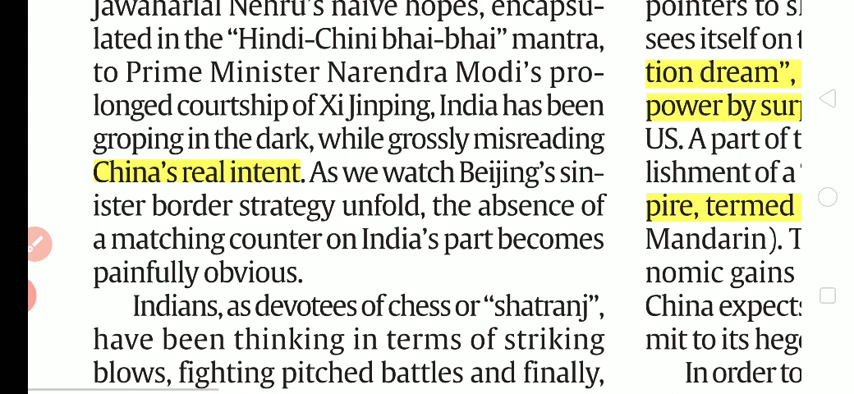 Jawaharlal Nehru's naïve hopes, encapsu-
lated in the “Hindi-Chini bhai-bhai” mantra,
to Prime Minister Narendra Modi's pro-
longed courtship of Xi Jinping, India has been
groping in the dark, while grossly misreading
China's real intent. As we watch Beijing's sin-
ister border strategy unfold, the absence of
a matching counter on India's part becomes
painfully obvious.
Indians, as devotees of chess or “shatranj”,
have been thinking in terms of striking
blows, fighting pitched battles and finally,
pointers to
sees itself on
tion dream”,
power by
US. A part of
lishment of a
pire, termed
Mandarin).
nomic gains
China
mit to its
In order to